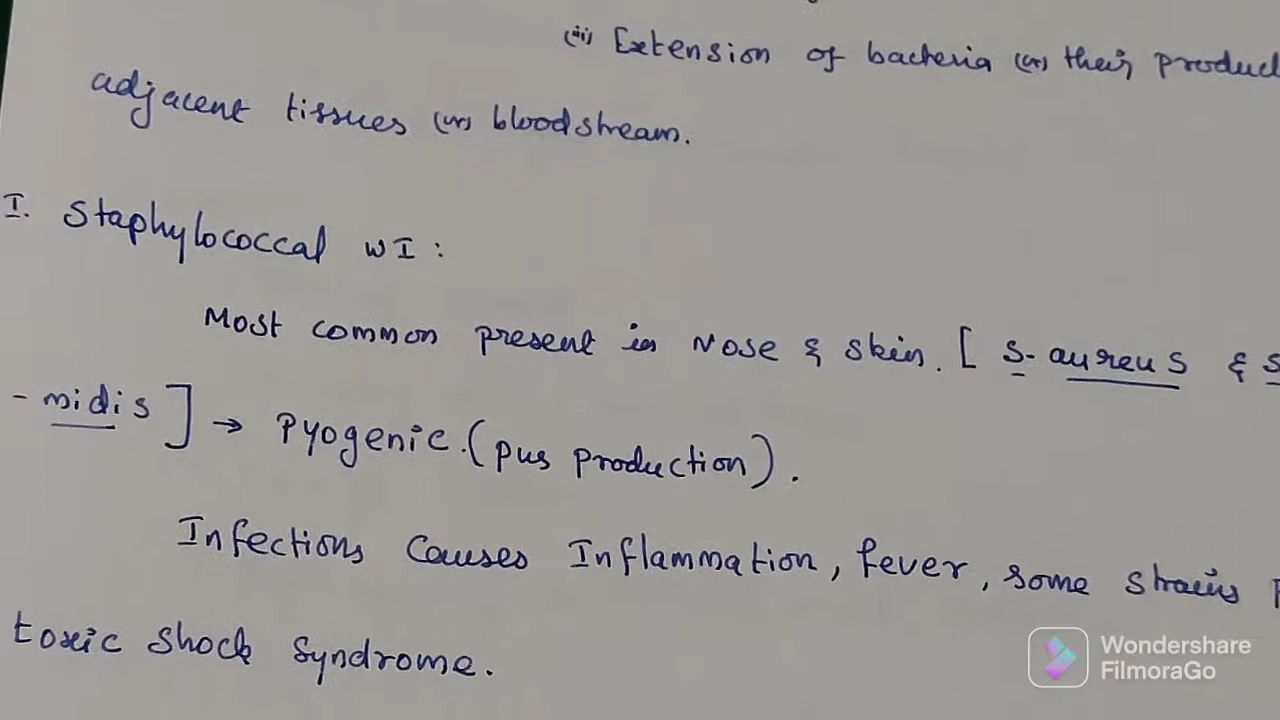 (iii) Extension of bacteria (or) their product
adjacent tissues (or) bloodstream.
I. Staphylococcal WI :
Most common present in Nose & skin. [ S. aureus & S
- midis ] → Pyogenic. (pus production).
Infections causes Inflammation, fever, some strains P
toxic shock syndrome.
Wondershare
FilmoraGo